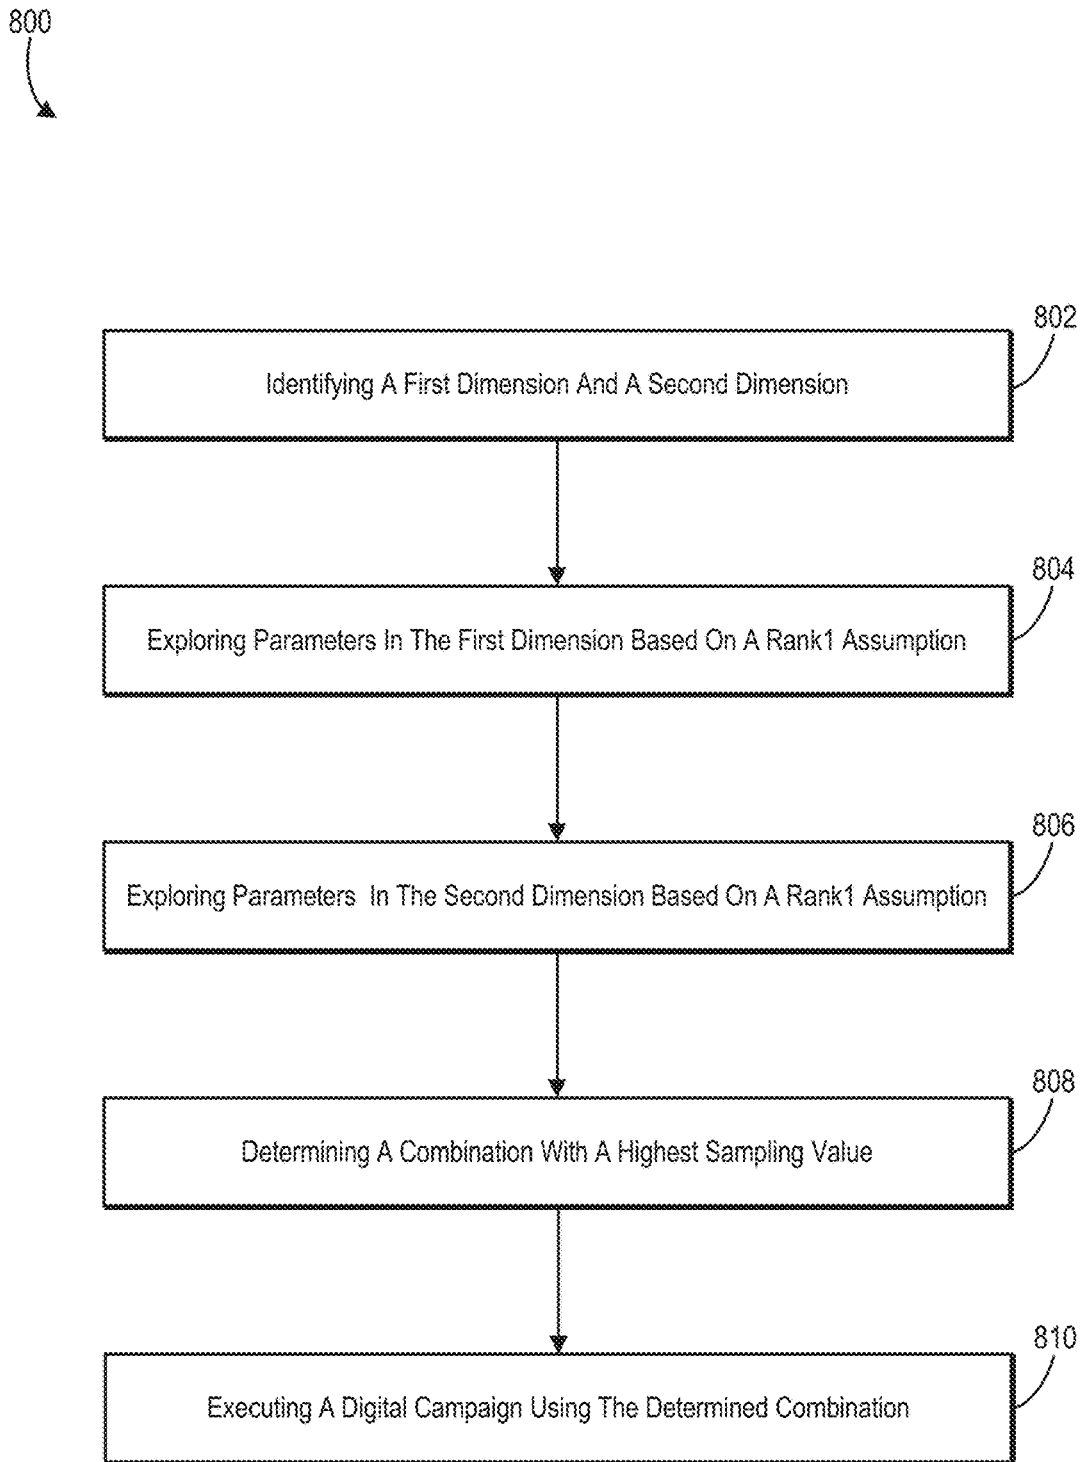 800
802
Identifying A First Dimension And A Second Dimension
804
Exploring Parameters In The First Dimension Based On A Rank1 Assumption
806
Exploring Parameters In The Second Dimension Based On A Rank1 Assumption
808
Determining A Combination With A Highest Sampling Value
810
Executing A Digital Campaign Using The Determined Combination